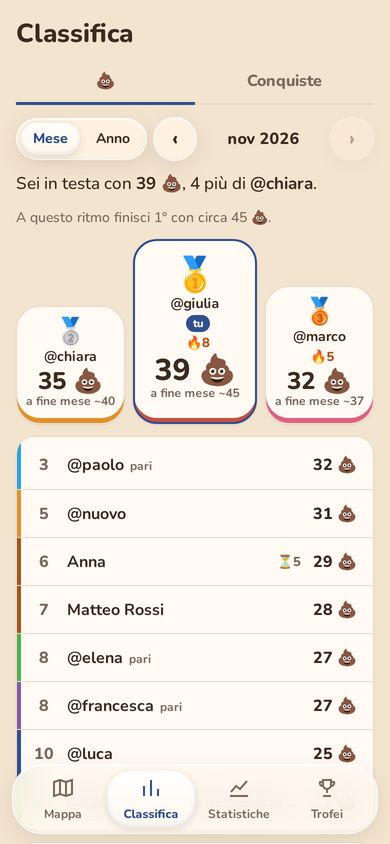 Classifica
💩
Conquiste
Mese Anno ‹ nov 2026 ›
Sei in testa con 39 💩, 4 più di @chiara.
A questo ritmo finisci 1° con circa 45 💩.
🥈
@chiara
35 💩
a fine mese ~40
🥇
@giulia
tu
🔥8
39 💩
a fine mese ~45
🥉
@marco
🔥5
32 💩
a fine mese ~37
3 @paolo pari 32 💩
5 @nuovo 31 💩
6 Anna ⏳5 29 💩
7 Matteo Rossi 28 💩
8 @elena pari 27 💩
8 @francesca pari 27 💩
10 @luca 25 💩
Mappa Classifica Statistiche Trofei